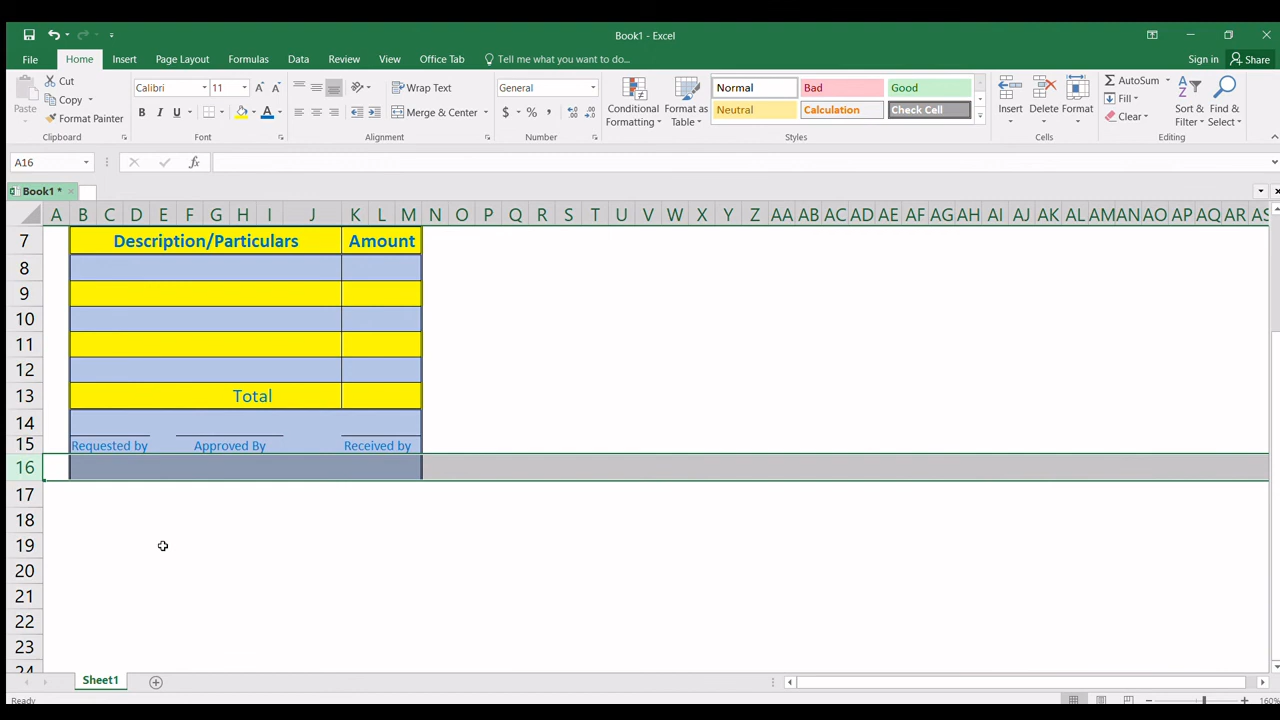 Book1 - Excel
File Home Insert Page Layout Formulas Data Review View Office Tab Tell me what you want to do... Sign in Share
Paste
Cut
Copy
Format Paint
Clipboard
Calibri 11
B I U A
Font
Wrap Text
Merge & Center
Alignment
General
$ % ,
Number
Conditional Formatting
Format as Table
Normal Bad Good
Neutral Calculation Check Cell
Styles
Insert Delete Format
Cells
AutoSum
Fill
Clear
Sort & Filter
Find & Select
Editing
A16 fx
Book1 *
A B C D E F G H I J K L M N O P Q R S T U V W X Y Z AA AB AC AD AE AF AG AH AI AJ AK AL AM AN AO AP AQ AR AS
7 Description/Particulars Amount
8
9
10
11
12
13 Total
14
15 Requested by Approved By Received by
16
17
18
19
20
21
22
23
24
Sheet1
Ready 160%